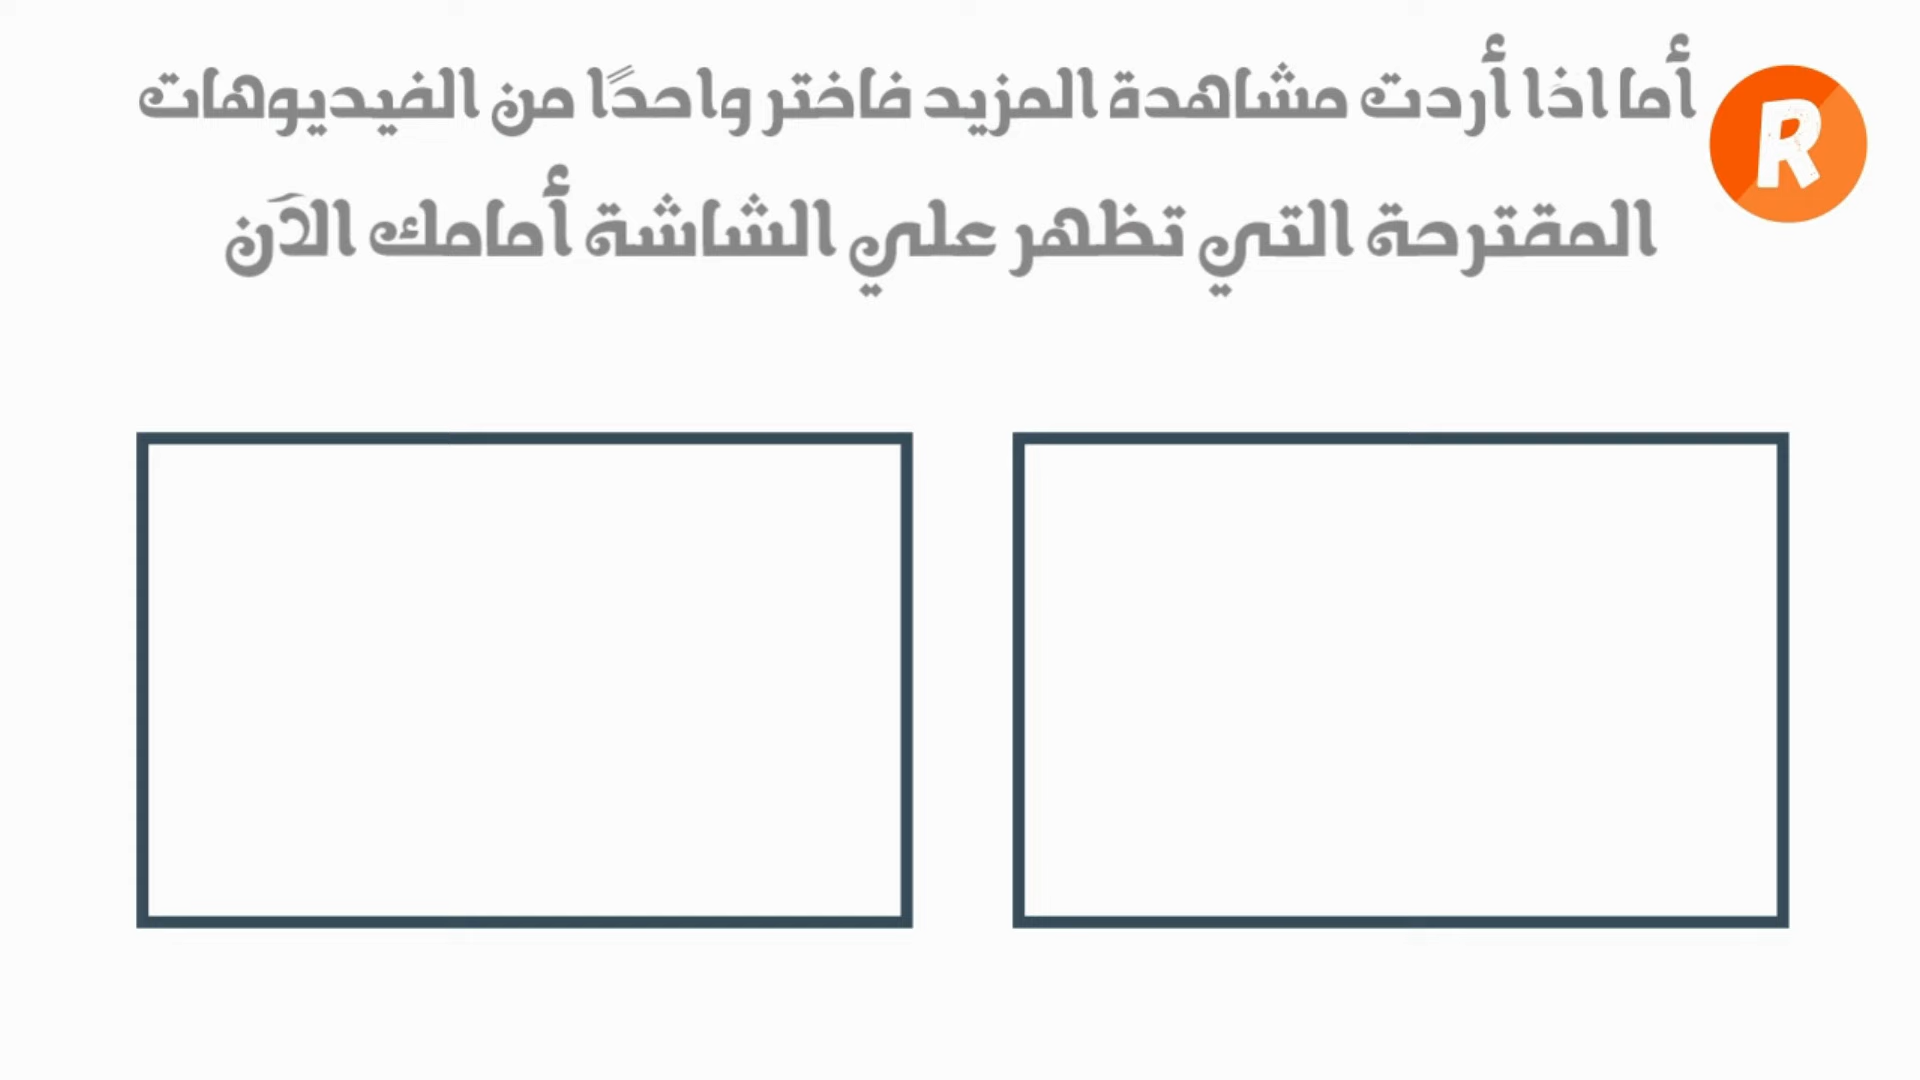 أما اذا أردت مشاهدة المزيد فاختر واحدًا من الفيديوهات
المقترحة التي تظهر علي الشاشة أمامك الآن
R